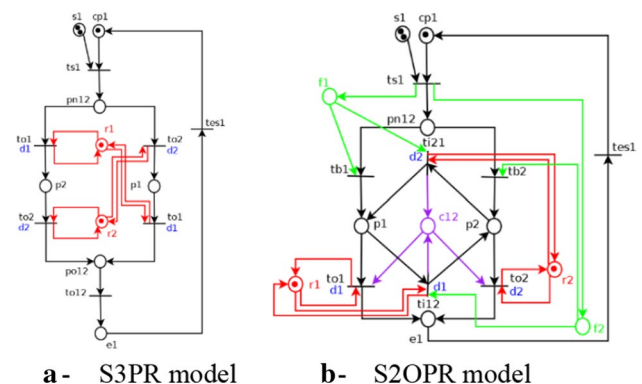 s1
cp1
ts1
pn12
to1
d1
r1
to2
d2
tes1
p2
p1
to2
d2
r2
to1
d1
po12
to12
e1
a - S3PR model
s1
cp1
ts1
f1
pn12
ti21
d2
tes1
tb1
tb2
p1
c12
p2
r1
to1
d1
d1
ti12
to2
d2
r2
e1
f2
b- S2OPR model